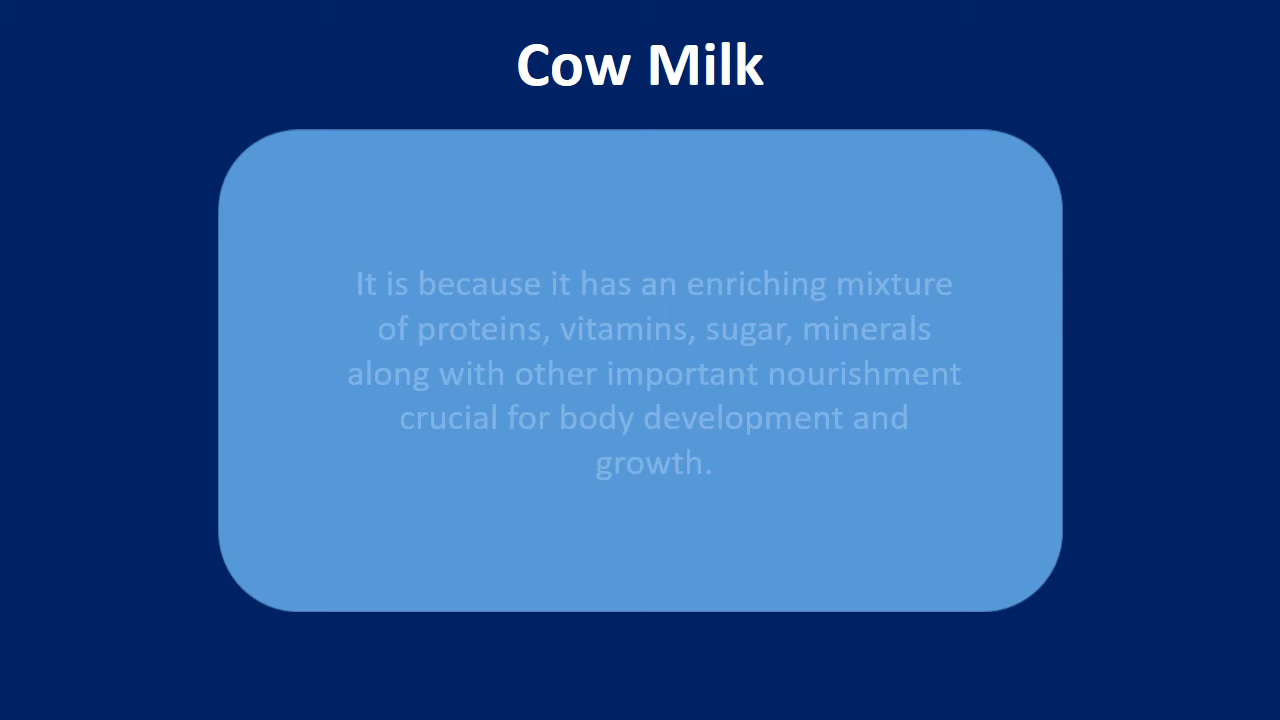 Cow Milk
It is because it has an enriching mixture
of proteins, vitamins, sugar, minerals
along with other important nourishment
crucial for body development and
growth.